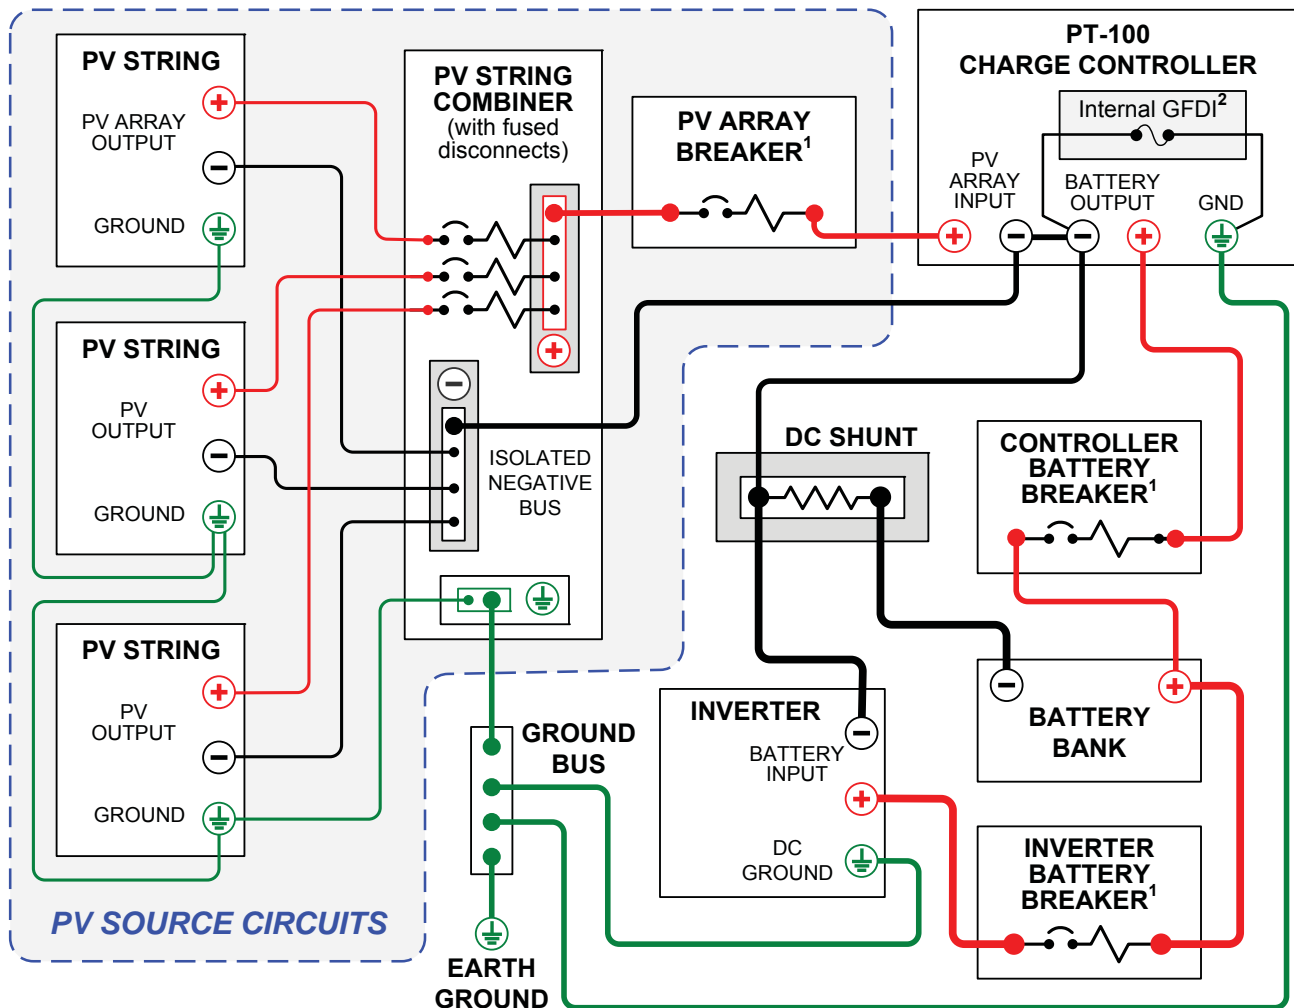 PV STRING
PV ARRAY
OUTPUT
GROUND
PV STRING
PV
OUTPUT
GROUND
PV STRING
PV
OUTPUT
GROUND
PV SOURCE CIRCUITS
PV STRING
COMBINER
(with fused
disconnects)
ISOLATED
NEGATIVE
BUS
PV ARRAY
BREAKER¹
PT-100
CHARGE CONTROLLER
Internal GFDI²
PV
ARRAY
INPUT
BATTERY
OUTPUT
GND
DC SHUNT
CONTROLLER
BATTERY
BREAKER¹
BATTERY
BANK
INVERTER
BATTERY
INPUT
DC
GROUND
INVERTER
BATTERY
BREAKER¹
GROUND
BUS
EARTH
GROUND